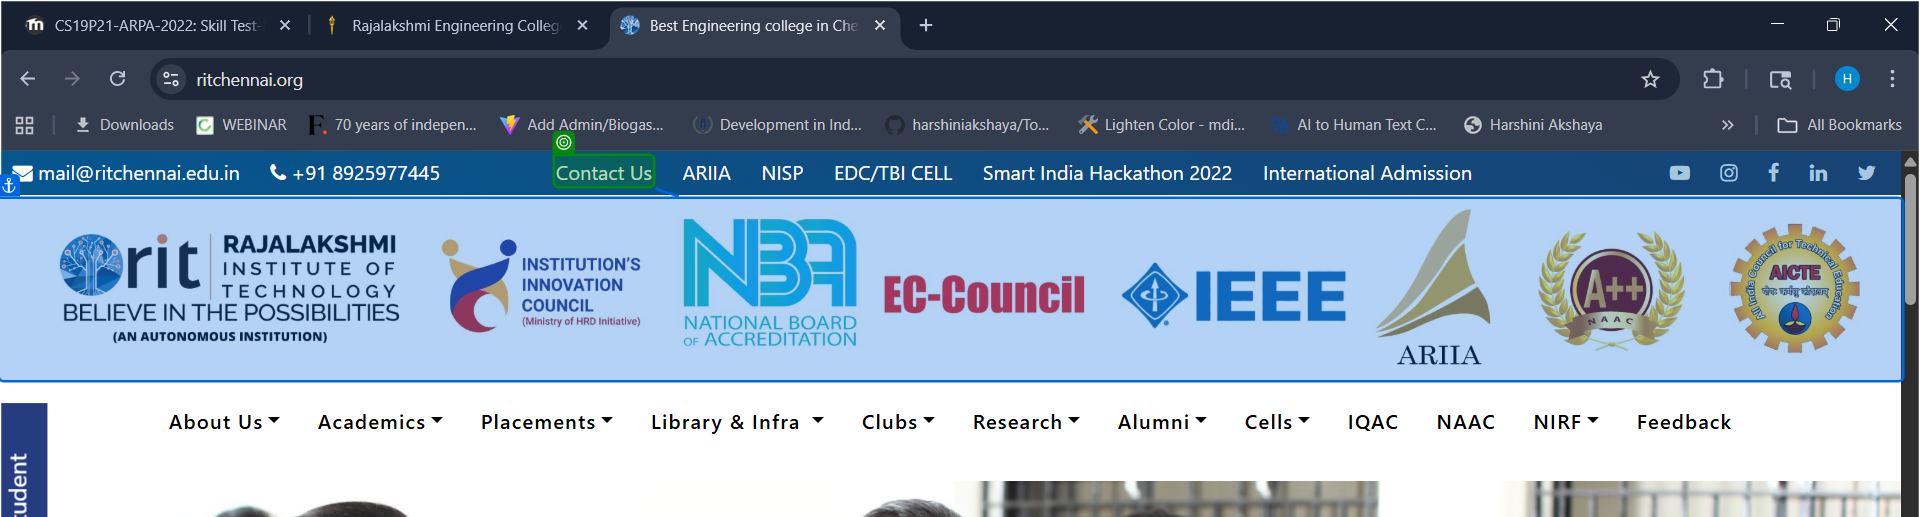 CS19P21-ARPA-2022: Skill Test-
Rajalakshmi Engineering Colleg
Best Engineering college in Che
ritchennai.org
H
Downloads
WEBINAR
F.
70 years of indepen...
Add Admin/Biogas...
Development in Ind...
harshiniakshaya/To...
Lighten Color - mdi...
AI to Human Text C...
Harshini Akshaya
All Bookmarks
mail@ritchennai.edu.in
+91 8925977445
Contact Us
ARIIA
NISP
EDC/TBI CELL
Smart India Hackathon 2022
International Admission
rit
RAJALAKSHMI
INSTITUTE OF
TECHNOLOGY
BELIEVE IN THE POSSIBILITIES
(AN AUTONOMOUS INSTITUTION)
INSTITUTION'S
INNOVATION
COUNCIL
(Ministry of HRD Initiative)
NBA
NATIONAL BOARD
OF ACCREDITATION
EC-Council
IEEE
ARIIA
A++
NAAC
All India Council for Technical Education
AICTE
About Us
Academics
Placements
Library & Infra
Clubs
Research
Alumni
Cells
IQAC
NAAC
NIRF
Feedback
tudent